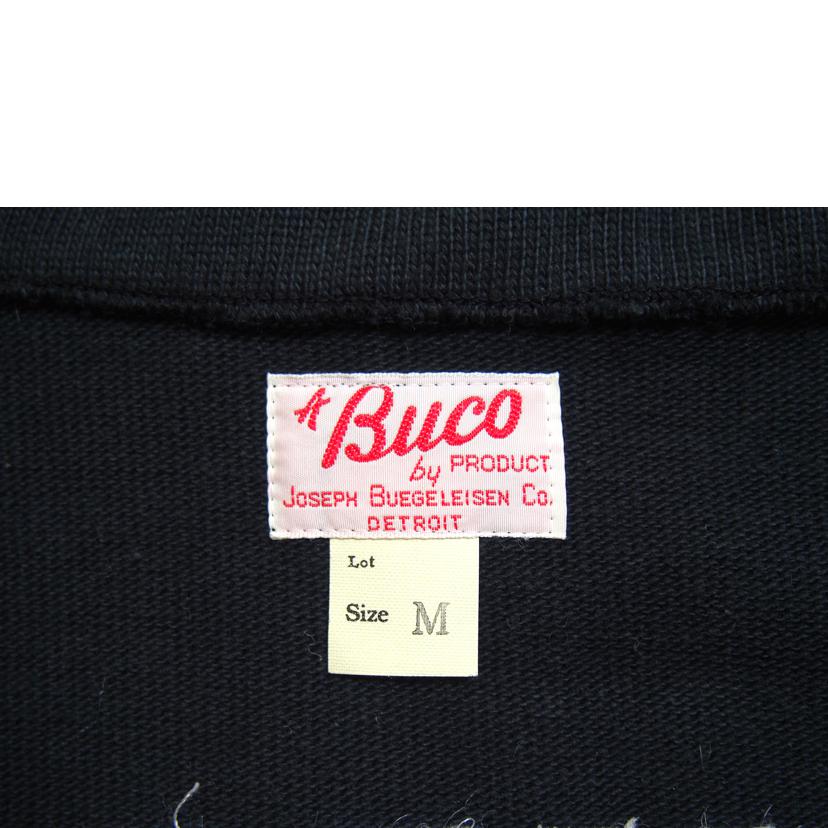 A Buco
by PRODUCT
JOSEPH BUEGELEISEN Co.
DETROIT
Lot
Size M